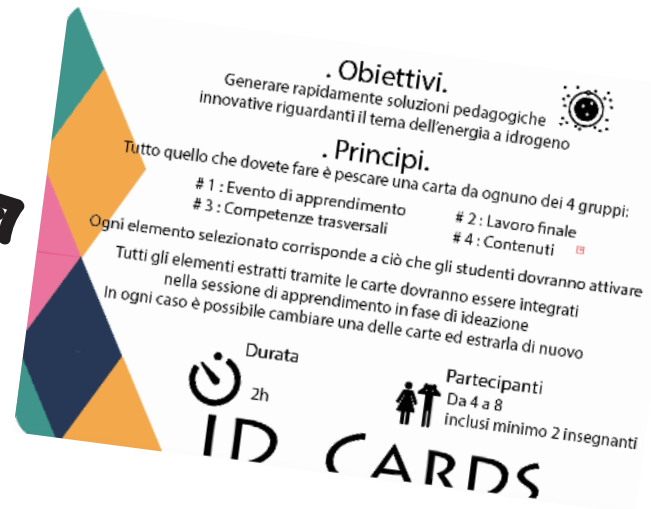 . Obiettivi.
Generare rapidamente soluzioni pedagogiche
innovative riguardanti il tema dell'energia a idrogeno
. Principi.
Tutto quello che dovete fare è pescare una carta da ognuno dei 4 gruppi:
# 1 : Evento di apprendimento
# 2 : Lavoro finale
# 3 : Competenze trasversali
# 4 : Contenuti
Ogni elemento selezionato corrisponde a ciò che gli studenti dovranno attivare
Tutti gli elementi estratti tramite le carte dovranno essere integrati
nella sessione di apprendimento in fase di ideazione
In ogni caso è possibile cambiare una delle carte ed estrarla di nuovo
Durata
2h
Partecipanti
Da 4 a 8
inclusi minimo 2 insegnanti
ID CARDS